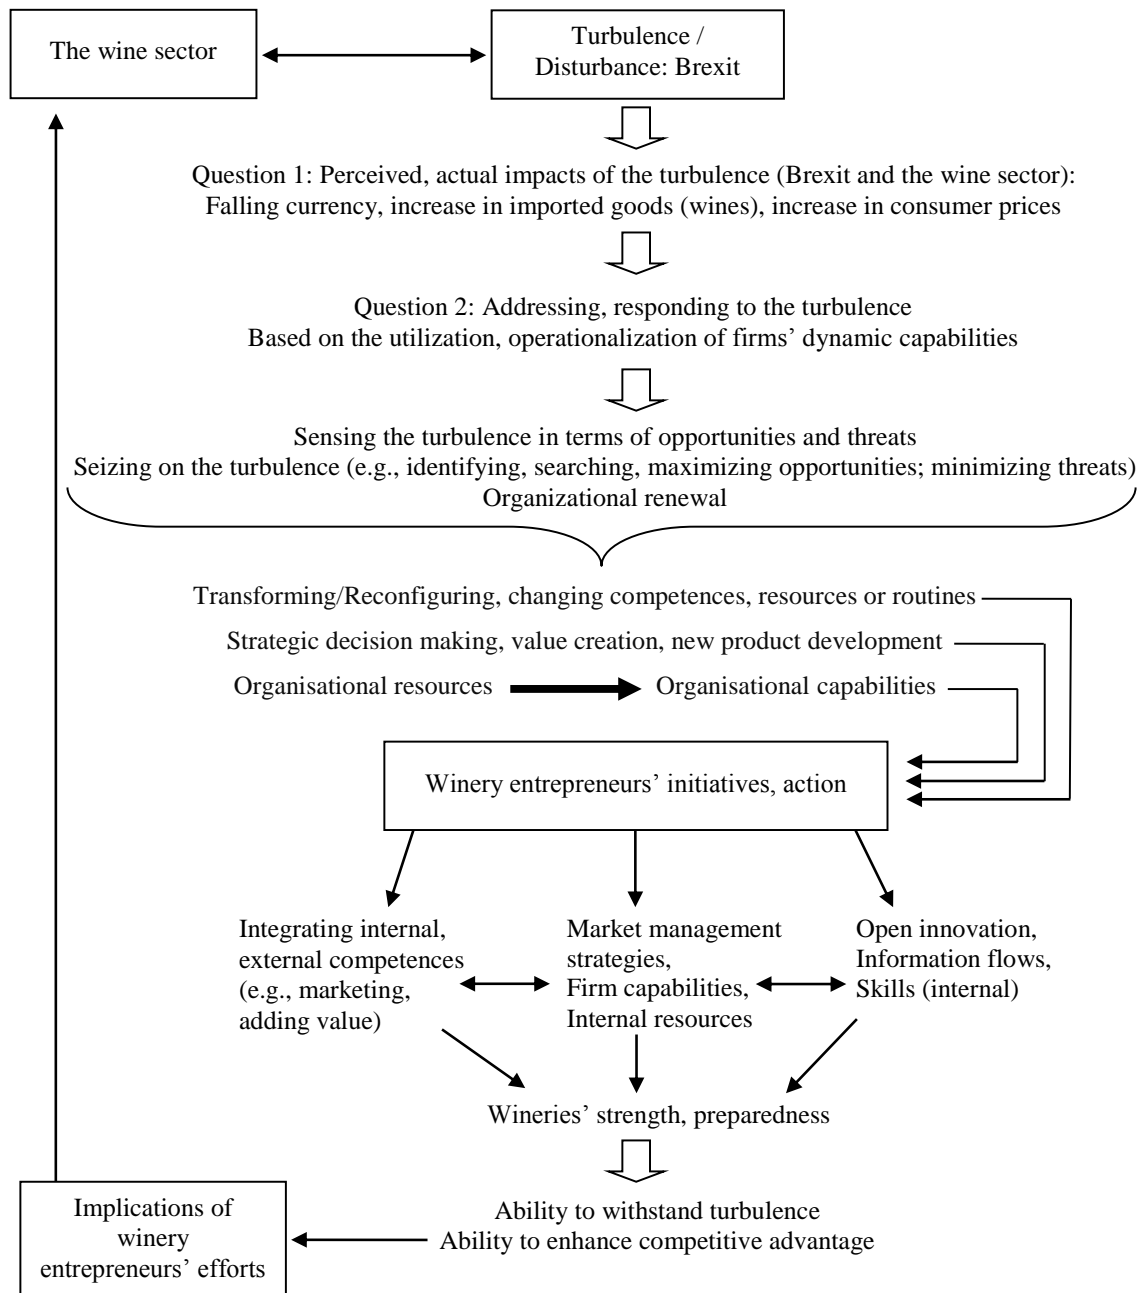 The wine sector
Turbulence /
Disturbance: Brexit
Question 1: Perceived, actual impacts of the turbulence (Brexit and the wine sector):
Falling currency, increase in imported goods (wines), increase in consumer prices
Question 2: Addressing, responding to the turbulence
Based on the utilization, operationalization of firms’ dynamic capabilities
Sensing the turbulence in terms of opportunities and threats
Seizing on the turbulence (e.g., identifying, searching, maximizing opportunities; minimizing threats)
Organizational renewal
Transforming/Reconfiguring, changing competences, resources or routines
Strategic decision making, value creation, new product development
Organisational resources
Organisational capabilities
Winery entrepreneurs’ initiatives, action
Integrating internal,
external competences
(e.g., marketing,
adding value)
Market management
strategies,
Firm capabilities,
Internal resources
Open innovation,
Information flows,
Skills (internal)
Wineries’ strength, preparedness
Ability to withstand turbulence
Ability to enhance competitive advantage
Implications of
winery
entrepreneurs’ efforts